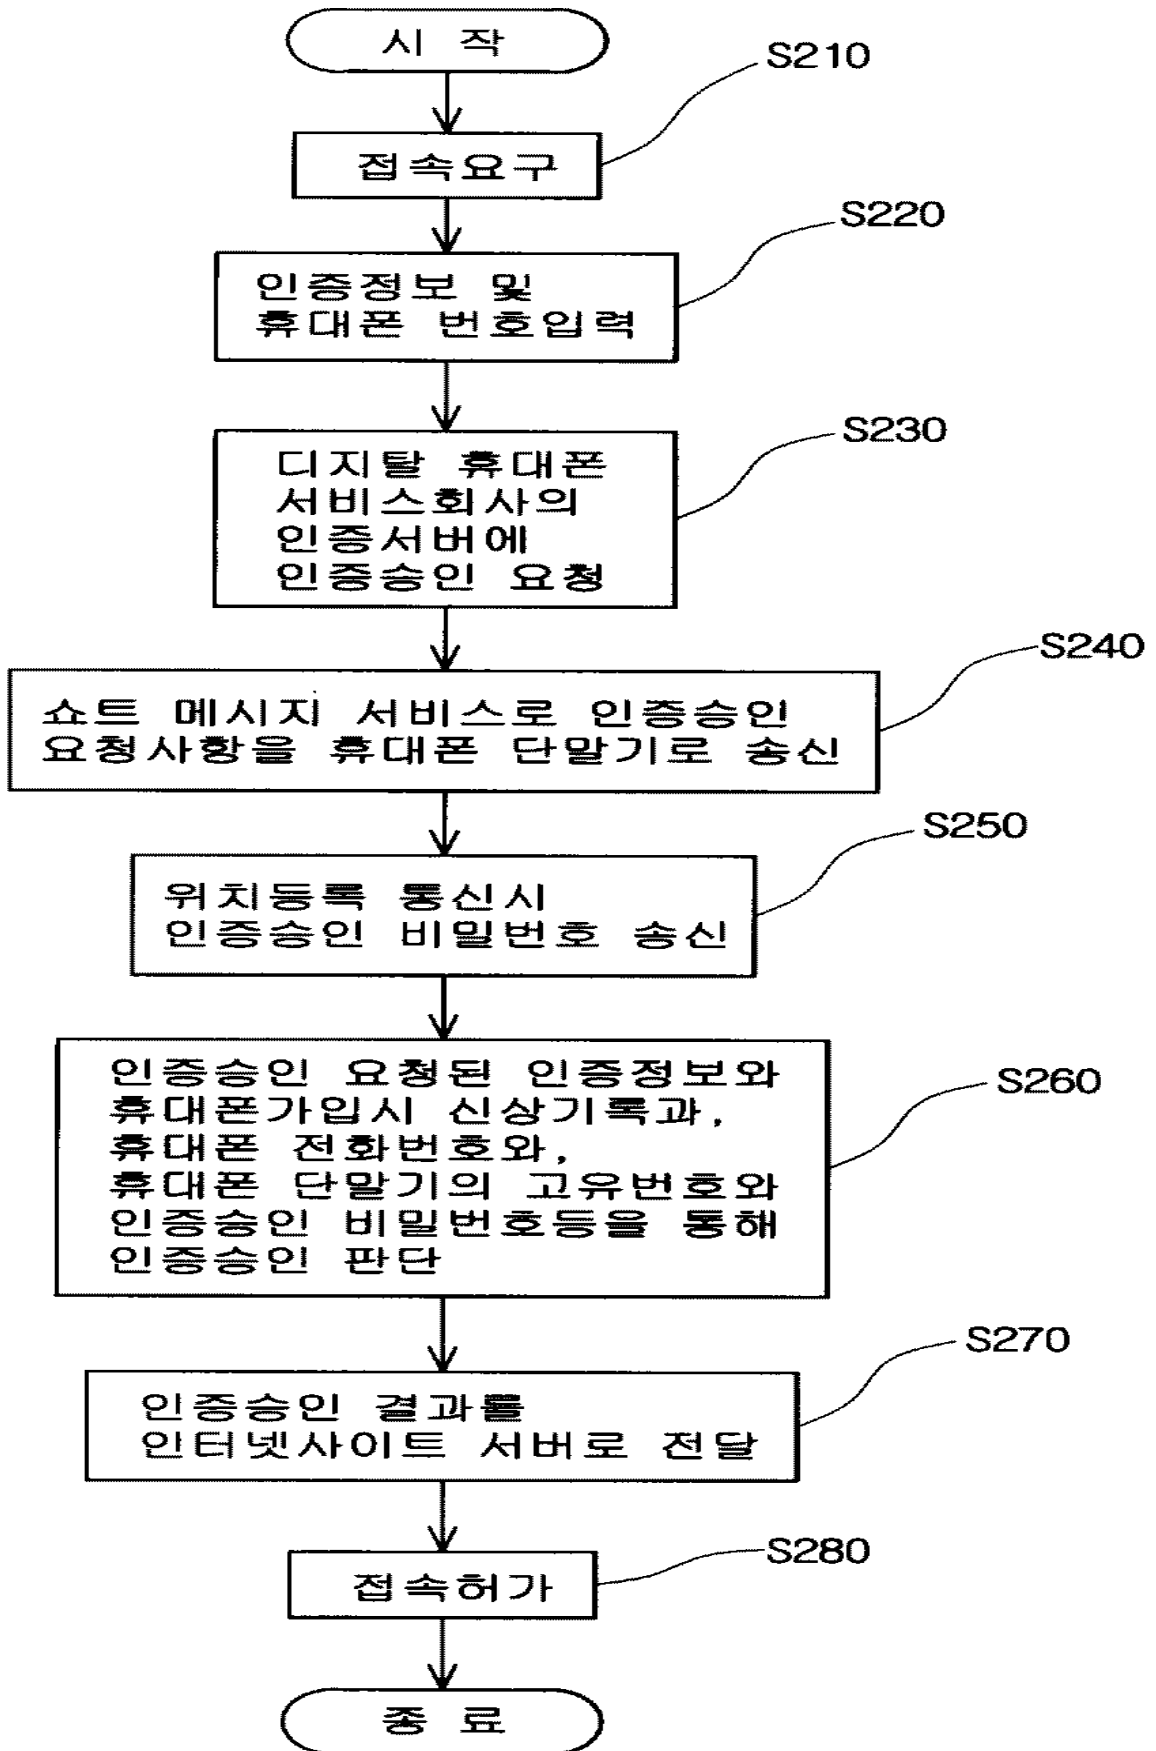 시 작
S210
접속요구
S220
인증정보 및
휴대폰 번호입력
S230
디지탈 휴대폰
서비스회사의
인증서버에
인증승인 요청
S240
쇼트 메시지 서비스로 인증승인
요청사항을 휴대폰 단말기로 송신
S250
위치등록 통신시
인증승인 비밀번호 송신
S260
인증승인 요청된 인증정보와
휴대폰가입시 신상기록과,
휴대폰 전화번호와,
휴대폰 단말기의 고유번호와
인증승인 비밀번호등을 통해
인증승인 판단
S270
인증승인 결과를
인터넷사이트 서버로 전달
S280
접속허가
종 료